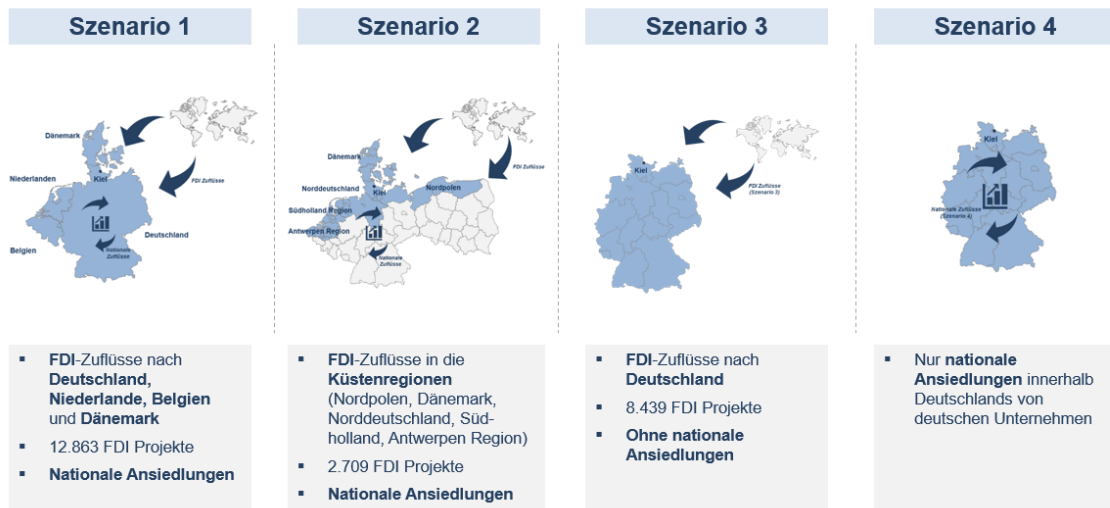 Szenario 1
Szenario 2
Szenario 3
Szenario 4
Dänemark
Niederlanden
Kiel
FDI Zuflüsse
Deutschland
Belgien
Nationale
Zuflüsse
Dänemark
FDI Zuflüsse
Norddeutschland
Kiel
Nordpolen
Südholland Region
Antwerpen Region
Nationale
Zuflüsse
Kiel
FDI Zuflüsse
(Szenario 3)
Kiel
Nationale Zuflüsse
(Szenario 4)
▪ FDI-Zuflüsse nach
Deutschland,
Niederlande, Belgien
und Dänemark
▪ 12.863 FDI Projekte
▪ Nationale Ansiedlungen
▪ FDI-Zuflüsse in die
Küstenregionen
(Nordpolen, Dänemark,
Norddeutschland, Süd-
holland, Antwerpen Region)
▪ 2.709 FDI Projekte
▪ Nationale Ansiedlungen
▪ FDI-Zuflüsse nach
Deutschland
▪ 8.439 FDI Projekte
▪ Ohne nationale
Ansiedlungen
▪ Nur nationale
Ansiedlungen innerhalb
Deutschlands von
deutschen Unternehmen